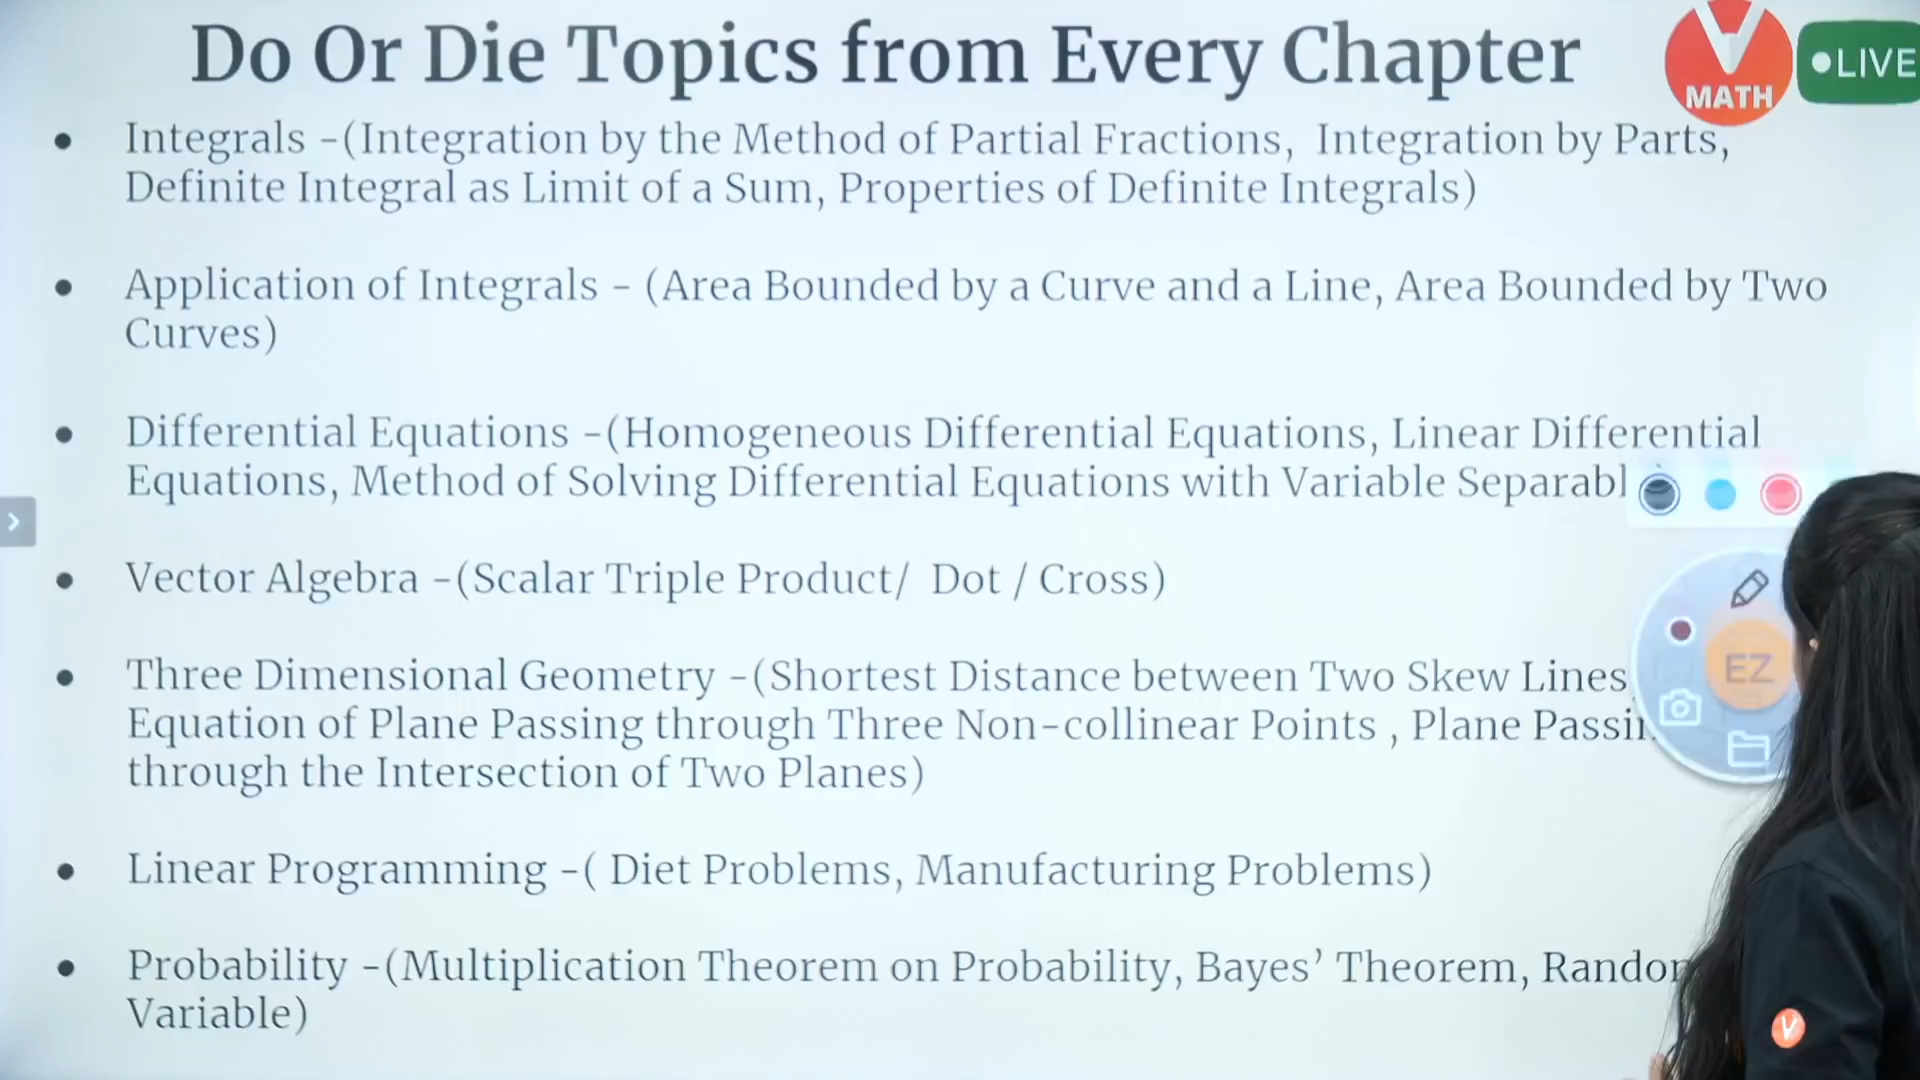 Do Or Die Topics from Every Chapter
V
MATH
LIVE
Integrals -(Integration by the Method of Partial Fractions, Integration by Parts,
Definite Integral as Limit of a Sum, Properties of Definite Integrals)
Application of Integrals - (Area Bounded by a Curve and a Line, Area Bounded by Two
Curves)
Differential Equations -(Homogeneous Differential Equations, Linear Differential
Equations, Method of Solving Differential Equations with Variable Separabl
Vector Algebra -(Scalar Triple Product/ Dot / Cross)
EZ
Three Dimensional Geometry -(Shortest Distance between Two Skew Lines
Equation of Plane Passing through Three Non-collinear Points , Plane Passi
through the Intersection of Two Planes)
Linear Programming -( Diet Problems, Manufacturing Problems)
Probability -(Multiplication Theorem on Probability, Bayes’ Theorem, Rando
Variable)
V